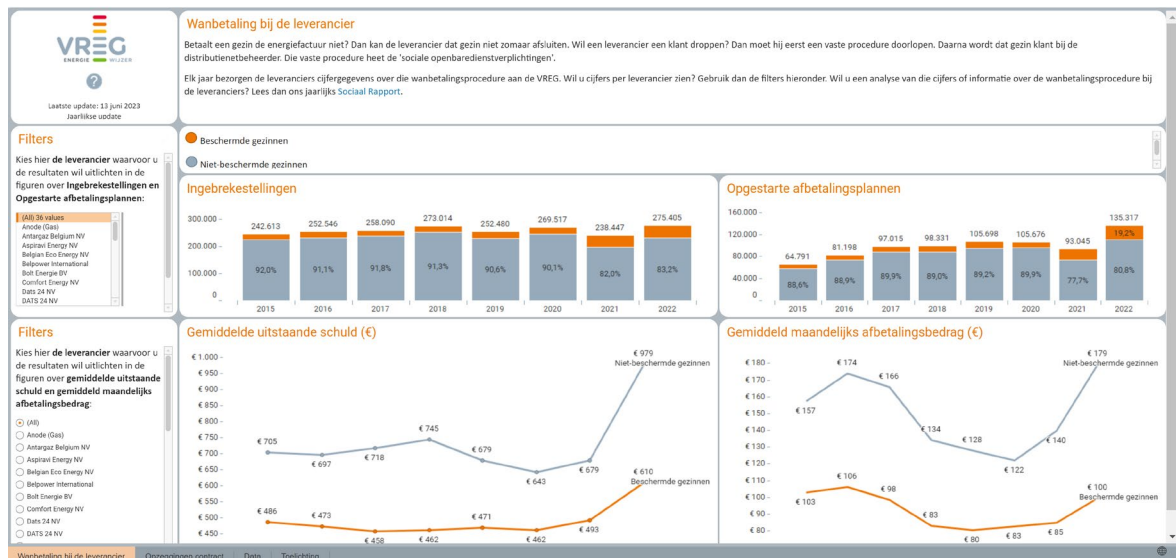 VREG
ENERGIE WIJZER
?
Laatste update: 13 juni 2023
Jaarlijkse update
Wanbetaling bij de leverancier
Betaalt een gezin de energiefactuur niet? Dan kan de leverancier dat gezin niet zomaar afsluiten. Wil een leverancier een klant droppen? Dan moet hij eerst een vaste procedure doorlopen. Daarna wordt dat gezin klant bij de
distributienetbeheerder. Die vaste procedure heet de 'sociale openbaredienstverplichtingen'.
Elk jaar bezorgen de leveranciers cijfergegevens over die wanbetalingsprocedure aan de VREG. Wil u cijfers per leverancier zien? Gebruik dan de filters hieronder. Wil u een analyse van die cijfers of informatie over de wanbetalingsprocedure bij
de leveranciers? Lees dan ons jaarlijks Sociaal Rapport.
Filters
Kies hier de leverancier waarvoor u
de resultaten wil uitlichten in de
figuren over Ingebrekestellingen en
Opgestarte afbetalingsplannen:
(All) 36 values
Anode (Gas)
Antargaz Belgium NV
Aspiravi Energy NV
Belgian Eco Energy NV
Belpower International
Bolt Energie BV
Comfort Energy NV
Dats 24 NV
DATS 24 NV
Beschermde gezinnen
Niet-beschermde gezinnen
Ingebrekestellingen
300.000
200.000
100.000
0
242.613 252.546 258.090 273.014 252.480 269.517 238.447 275.405
92,0% 91,1% 91,8% 91,3% 90,6% 90,1% 82,0% 83,2%
2015 2016 2017 2018 2019 2020 2021 2022
Opgestarte afbetalingsplannen
160.000
120.000
80.000
40.000
0
64.791 81.198 97.015 98.331 105.698 105.676 93.045 135.317
19,2%
88,6% 88,9% 89,9% 89,0% 89,2% 89,9% 77,7% 80,8%
2015 2016 2017 2018 2019 2020 2021 2022
Filters
Kies hier de leverancier waarvoor u
de resultaten wil uitlichten in de
figuren over gemiddelde uitstaande
schuld en gemiddeld maandelijks
afbetalingsbedrag:
(All)
Anode (Gas)
Antargaz Belgium NV
Aspiravi Energy NV
Belgian Eco Energy NV
Belpower International
Bolt Energie BV
Comfort Energy NV
Dats 24 NV
DATS 24 NV
Gemiddelde uitstaande schuld (€)
€ 1.000
€ 950
€ 900
€ 850
€ 800
€ 750
€ 700
€ 650
€ 600
€ 550
€ 500
€ 450
€ 705 € 697 € 718 € 745 € 679 € 643 € 679 € 979
Niet-beschermde gezinnen
€ 486 € 473 € 458 € 462 € 471 € 462 € 493 € 610
Beschermde gezinnen
Gemiddeld maandelijks afbetalingsbedrag (€)
€ 180
€ 170
€ 160
€ 150
€ 140
€ 130
€ 120
€ 110
€ 100
€ 90
€ 80
€ 157 € 174 € 166 € 134 € 128 € 122 € 140 € 179
Niet-beschermde gezinnen
€ 103 € 106 € 98 € 83 € 80 € 83 € 85 € 100
Beschermde gezinnen
Wanbetaling bij de leverancier Opzeggingen contract Data Toelichting